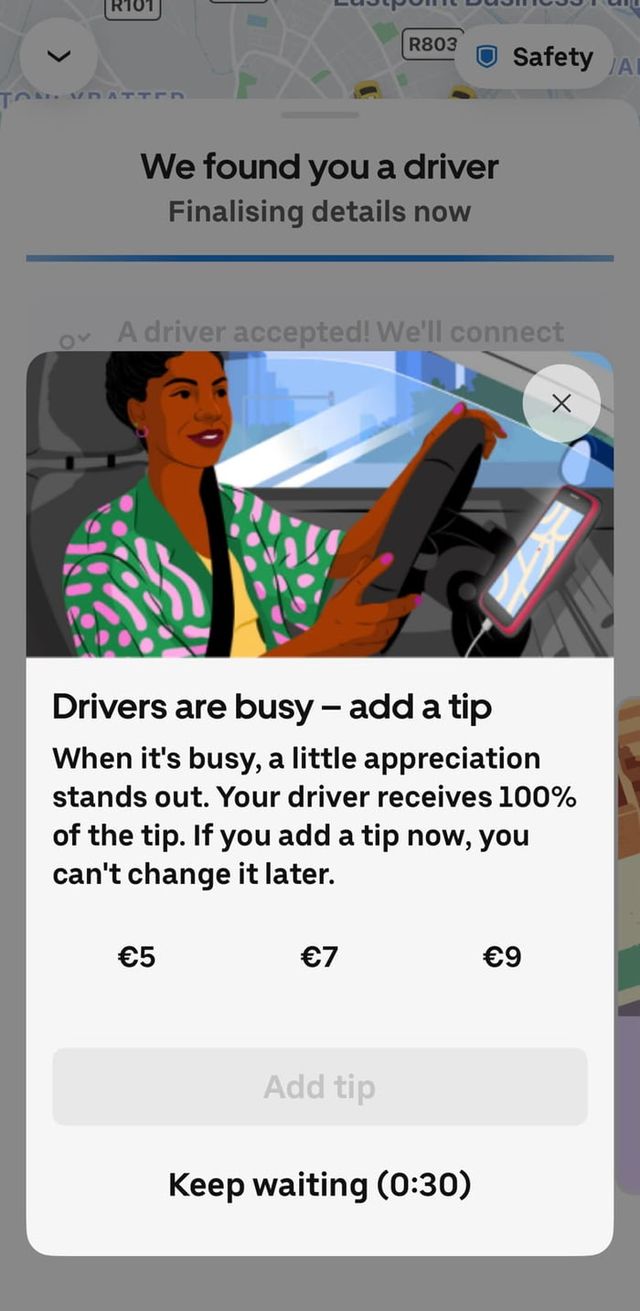 R101
R803
Safety
We found you a driver
Finalising details now
A driver accepted! We'll connect
Drivers are busy – add a tip
When it's busy, a little appreciation
stands out. Your driver receives 100%
of the tip. If you add a tip now, you
can't change it later.
€5 €7 €9
Add tip
Keep waiting (0:30)